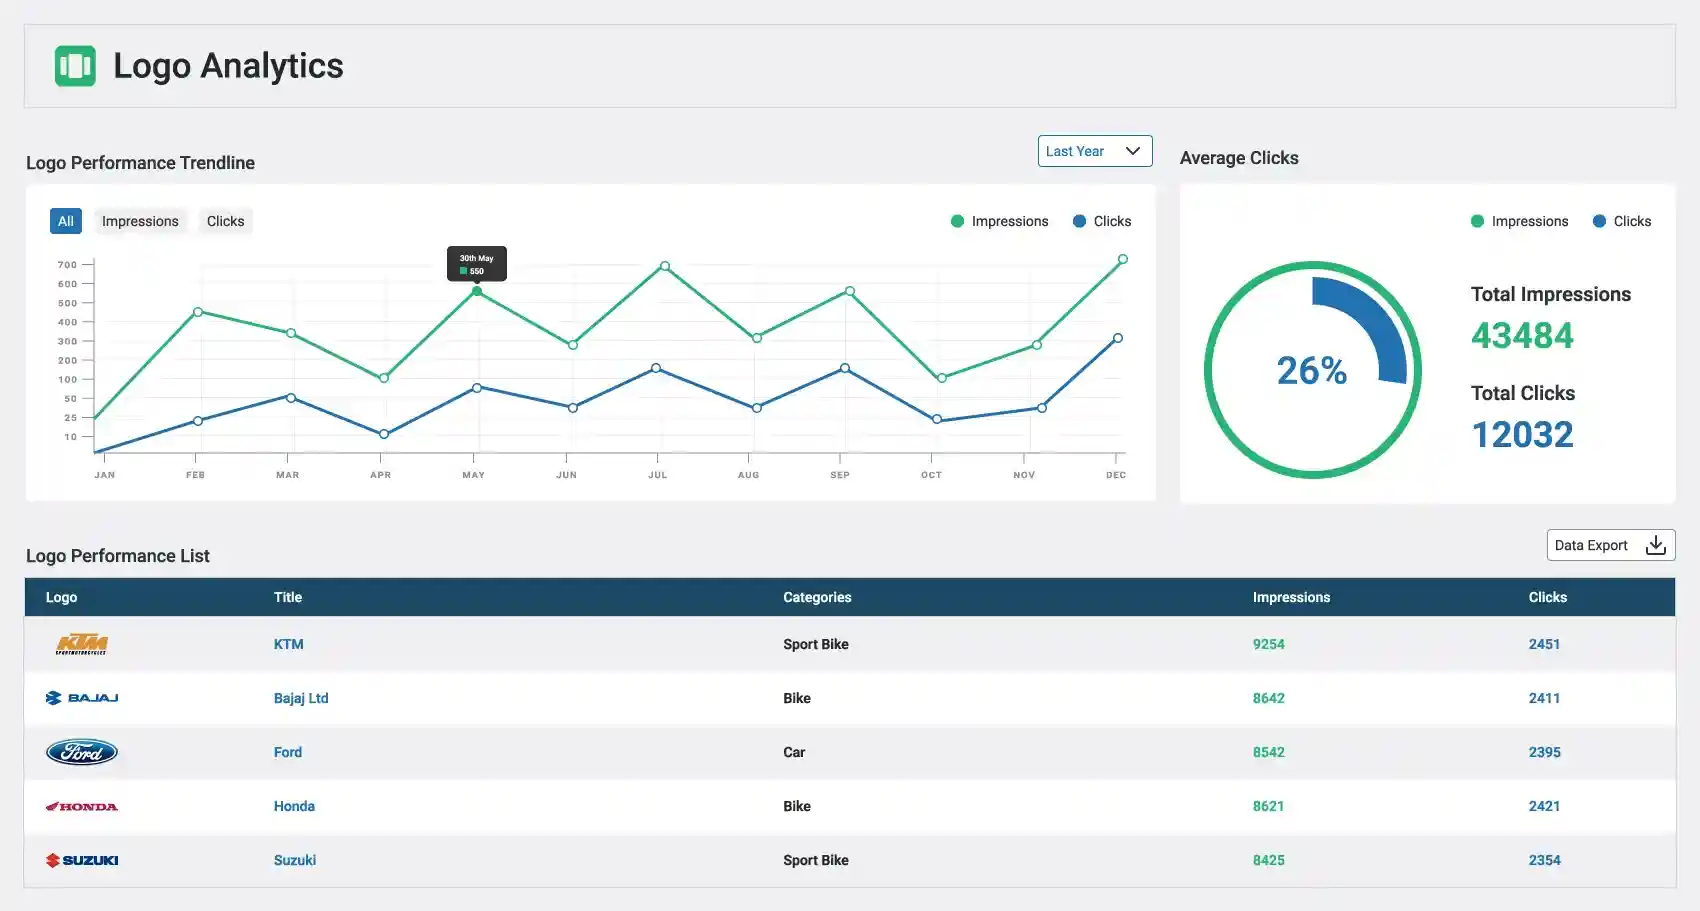 Logo Analytics
Logo Performance Trendline
Last Year
Average Clicks
All Impressions Clicks
Impressions Clicks
30th May
550
700
600
500
400
300
200
100
50
25
10
JAN FEB MAR APR MAY JUN JUL AUG SEP OCT NOV DEC
Impressions Clicks
26%
Total Impressions
43484
Total Clicks
12032
Logo Performance List
Data Export
Logo Title Categories Impressions Clicks
KTM
SPORTMOTORCYCLES
KTM Sport Bike 9254 2451
BAJAJ Bajaj Ltd Bike 8642 2411
Ford Ford Car 8542 2395
HONDA Honda Bike 8621 2421
SUZUKI Suzuki Sport Bike 8425 2354